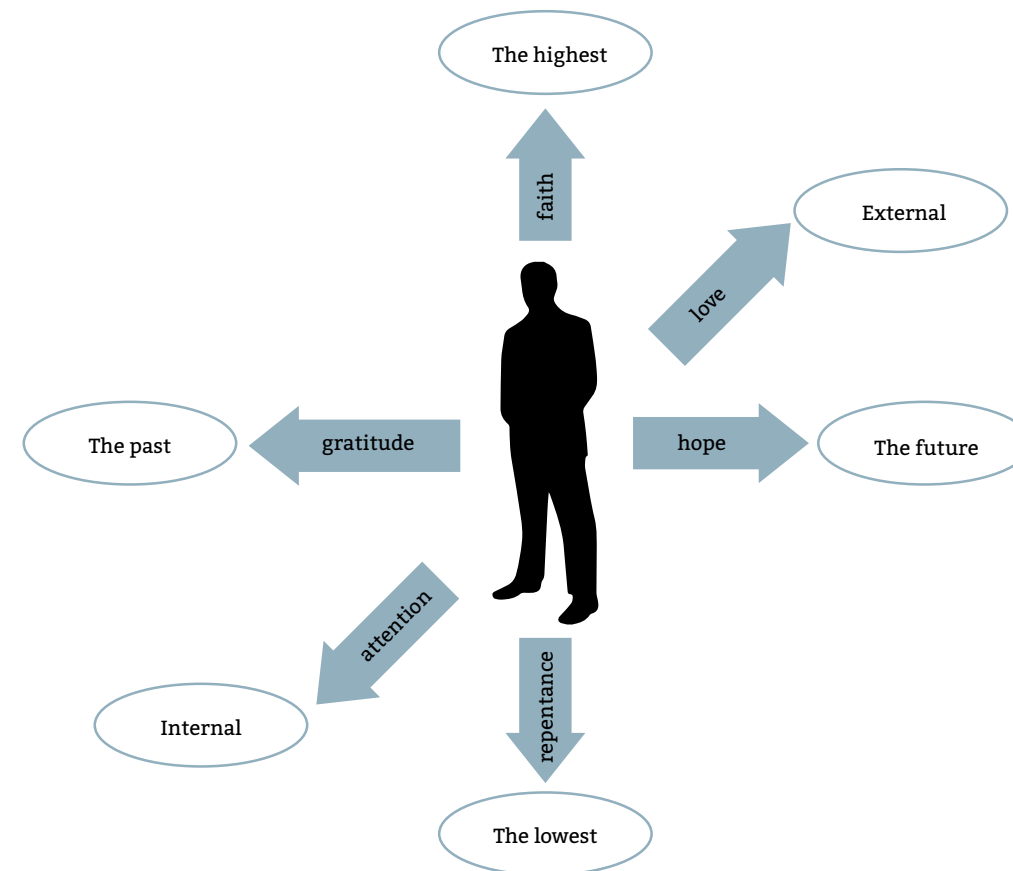 The highest
faith
External
love
The past
gratitude
hope
The future
attention
Internal
repentance
The lowest